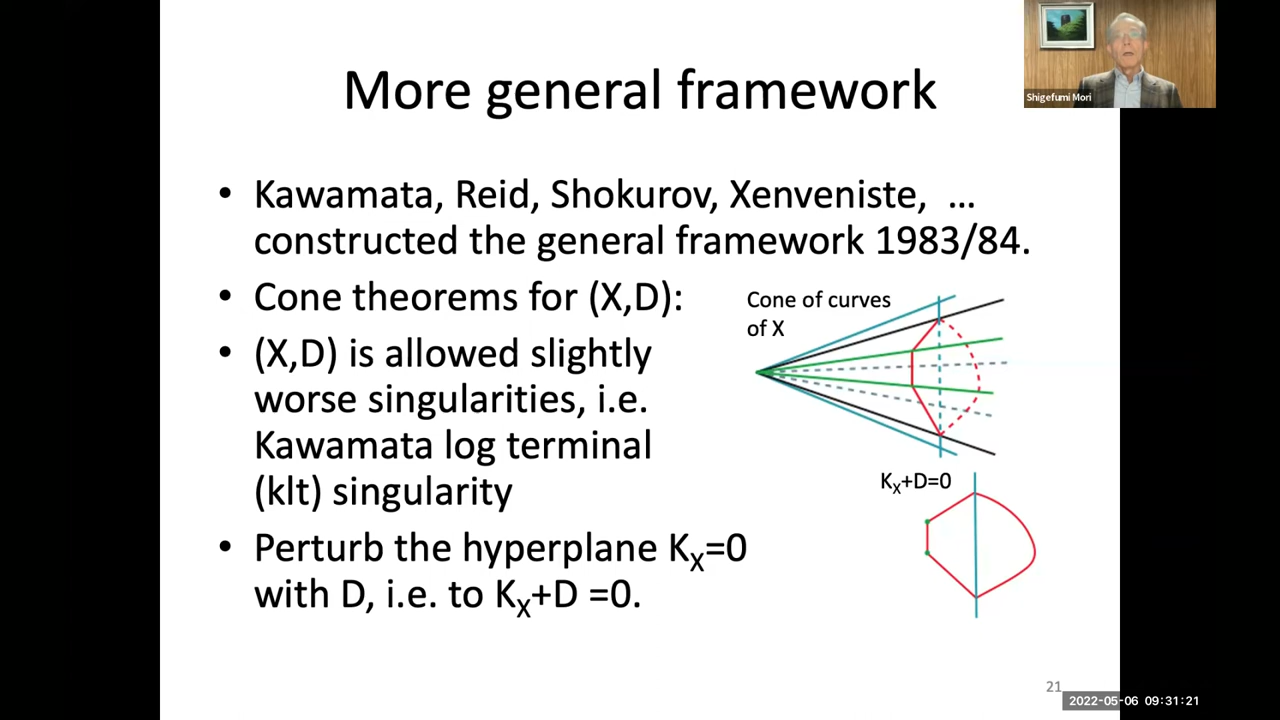 More general framework
Shigefumi Mori
• Kawamata, Reid, Shokurov, Xenveniste, …
constructed the general framework 1983/84.
• Cone theorems for (X,D):
• (X,D) is allowed slightly
worse singularities, i.e.
Kawamata log terminal
(klt) singularity
• Perturb the hyperplane Kₓ=0
with D, i.e. to Kₓ+D =0.
Cone of curves
of X
Kₓ+D=0
21
2022-05-06 09:31:21